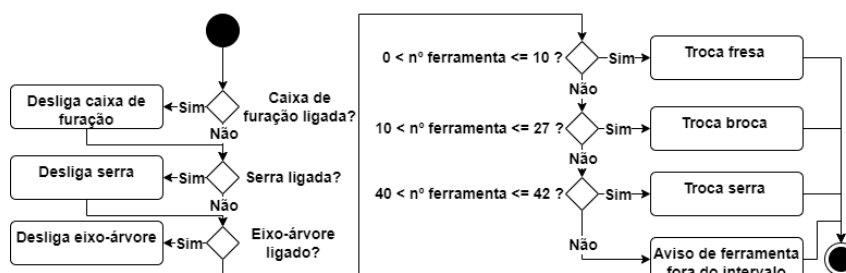 Caixa de
furação ligada?
Sim
Desliga caixa de
furação
Não
Serra ligada?
Sim
Desliga serra
Não
Eixo-árvore
ligado?
Sim
Desliga eixo-árvore
0 < nº ferramenta <= 10 ?
Sim
Troca fresa
Não
10 < nº ferramenta <= 27 ?
Sim
Troca broca
Não
40 < nº ferramenta <= 42 ?
Sim
Troca serra
Não
Aviso de ferramenta
fora do intervalo